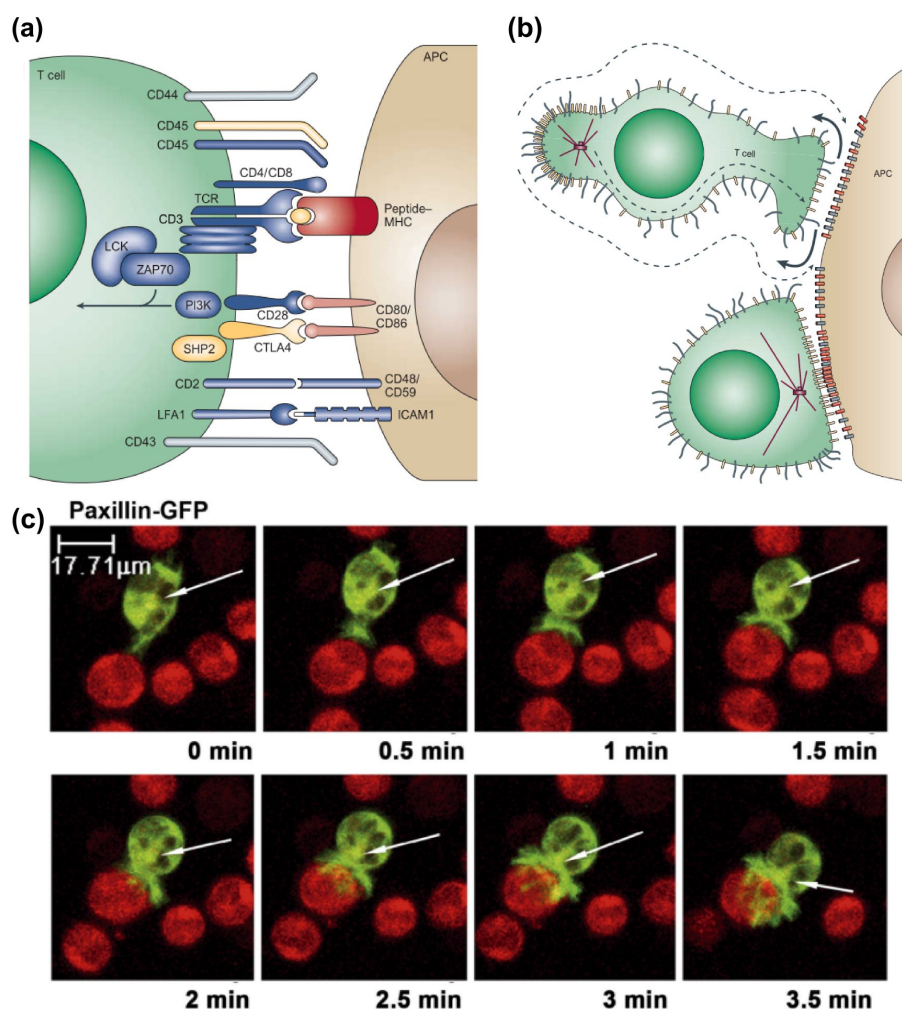 (a)
T cell
APC
CD44
CD45
CD45
CD4/CD8
TCR
CD3
Peptide–
MHC
LCK
ZAP70
PI3K
CD28
CD80/
CD86
SHP2
CTLA4
CD2
CD48/
CD59
LFA1
ICAM1
CD43
(b)
T cell
APC
(c)
Paxillin-GFP
17.71μm
0 min
0.5 min
1 min
1.5 min
2 min
2.5 min
3 min
3.5 min